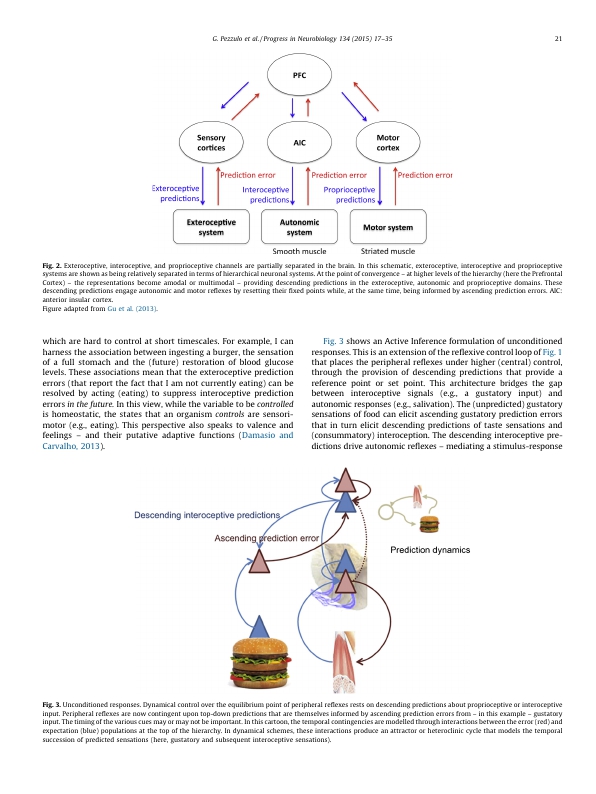 G. Pezzulo et al./Progress in Neurobiology 134 (2015) 17–35
21
PFC
Sensory
cortices
AIC
Motor
cortex
Prediction error
Prediction error
Prediction error
Exteroceptive
predictions
Interoceptive
predictions
Proprioceptive
predictions
Exteroceptive
system
Autonomic
system
Motor system
Smooth muscle
Striated muscle
Fig. 2. Exteroceptive, interoceptive, and proprioceptive channels are partially separated in the brain. In this schematic, exteroceptive, interoceptive and proprioceptive
systems are shown as being relatively separated in terms of hierarchical neuronal systems. At the point of convergence – at higher levels of the hierarchy (here the Prefrontal
Cortex) – the representations become amodal or multimodal – providing descending predictions in the exteroceptive, autonomic and proprioceptive domains. These
descending predictions engage autonomic and motor reflexes by resetting their fixed points while, at the same time, being informed by ascending prediction errors. AIC:
anterior insular cortex.
Figure adapted from Gu et al. (2013).
which are hard to control at short timescales. For example, I can
harness the association between ingesting a burger, the sensation
of a full stomach and the (future) restoration of blood glucose
levels. These associations mean that the exteroceptive prediction
errors (that report the fact that I am not currently eating) can be
resolved by acting (eating) to suppress interoceptive prediction
errors in the future. In this view, while the variable to be controlled
is homeostatic, the states that an organism controls are sensori-
motor (e.g., eating). This perspective also speaks to valence and
feelings – and their putative adaptive functions (Damasio and
Carvalho, 2013).
Fig. 3 shows an Active Inference formulation of unconditioned
responses. This is an extension of the reflexive control loop of Fig. 1
that places the peripheral reflexes under higher (central) control,
through the provision of descending predictions that provide a
reference point or set point. This architecture bridges the gap
between interoceptive signals (e.g., a gustatory input) and
autonomic responses (e.g., salivation). The (unpredicted) gustatory
sensations of food can elicit ascending gustatory prediction errors
that in turn elicit descending predictions of taste sensations and
(consummatory) interoception. The descending interoceptive pre-
dictions drive autonomic reflexes – mediating a stimulus-response
Descending interoceptive predictions
Ascending prediction error
Prediction dynamics
Fig. 3. Unconditioned responses. Dynamical control over the equilibrium point of peripheral reflexes rests on descending predictions about proprioceptive or interoceptive
input. Peripheral reflexes are now contingent upon top-down predictions that are themselves informed by ascending prediction errors from – in this example – gustatory
input. The timing of the various cues may or may not be important. In this cartoon, the temporal contingencies are modelled through interactions between the error (red) and
expectation (blue) populations at the top of the hierarchy. In dynamical schemes, these interactions produce an attractor or heteroclinic cycle that models the temporal
succession of predicted sensations (here, gustatory and subsequent interoceptive sensations).